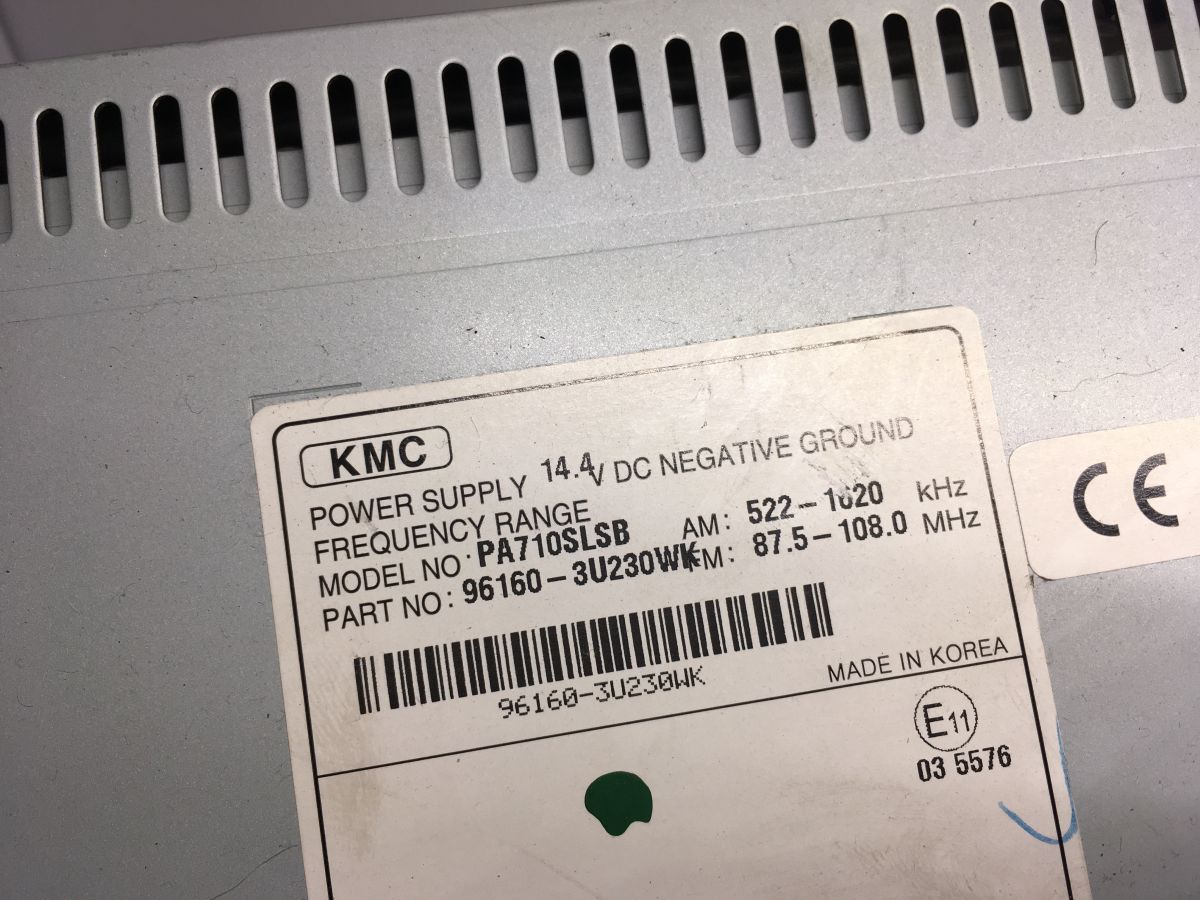 KMC
POWER SUPPLY 14.4V DC NEGATIVE GROUND
FREQUENCY RANGE AM: 522-1620 kHz
MODEL NO: PA710SLSB FM: 87.5-108.0 MHz
PART NO: 96160-3U230WK
96160-3U230WK
MADE IN KOREA
E11
03 5576
CE